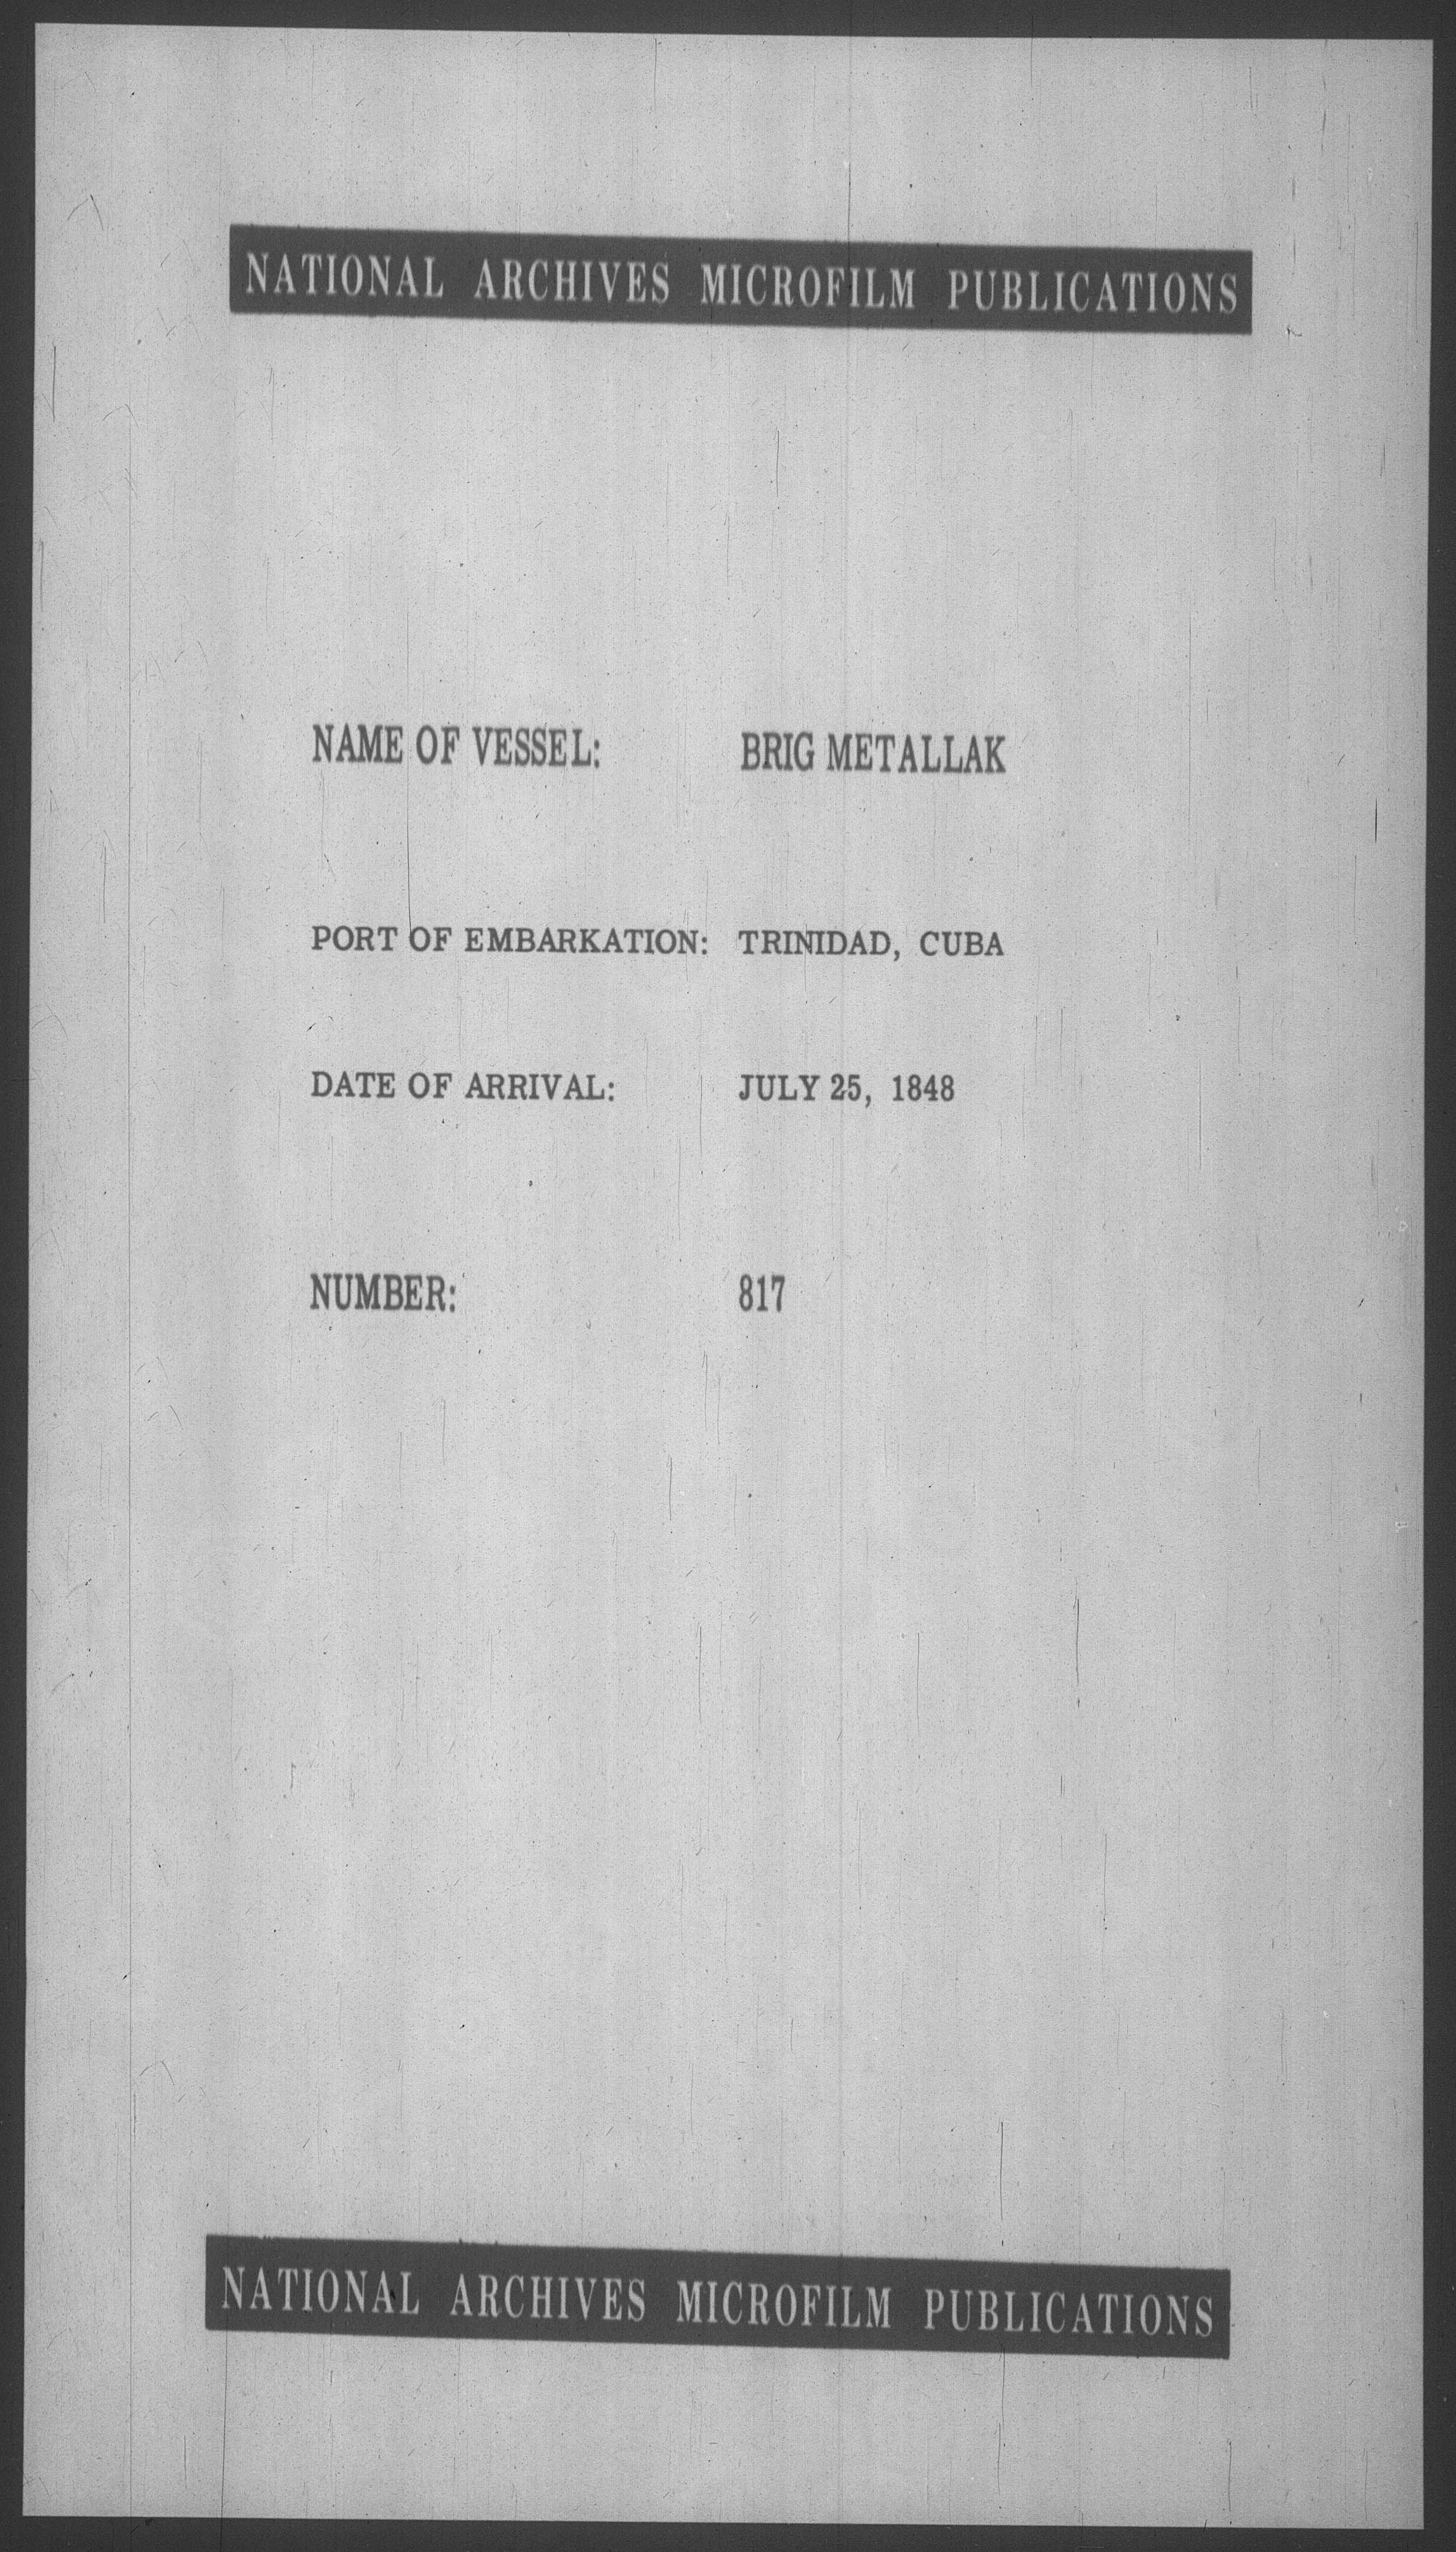 NATIONAL ARCHIVES MICROFILM PUBLICATIONS
NAME OF VESSEL: BRIG METALLAK
PORT OF EMBARKATION: TRINIDAD, CUBA
DATE OF ARRIVAL: JULY 25, 1848
NUMBER: 817
NATIONAL ARCHIVES MICROFILM PUBLICATIONS